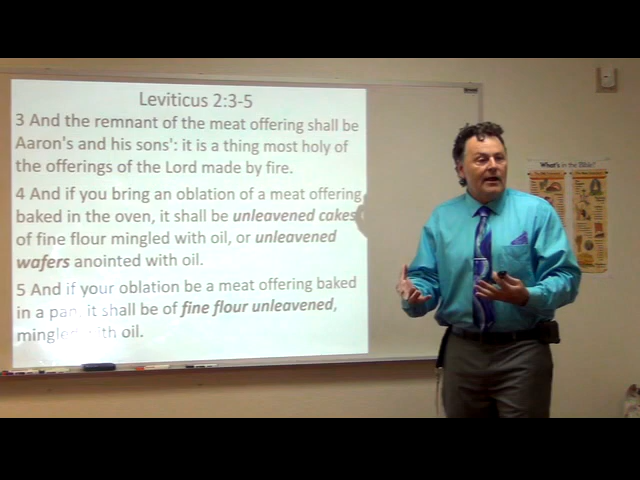 Leviticus 2:3-5
3 And the remnant of the meat offering shall be
Aaron's and his sons': it is a thing most holy of
the offerings of the Lord made by fire.
4 And if you bring an oblation of a meat offering
baked in the oven, it shall be unleavened cakes
of fine flour mingled with oil, or unleavened
wafers anointed with oil.
5 And if your oblation be a meat offering baked
in a pan, it shall be of fine flour unleavened,
mingled with oil.
What's in the Bible?